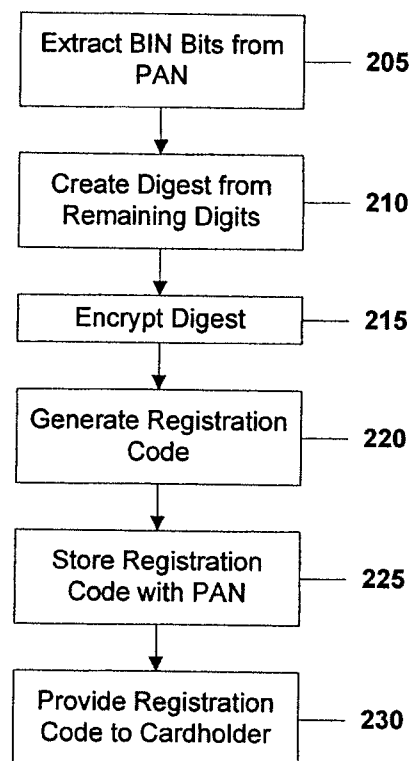 Extract BIN Bits from
PAN
205
Create Digest from
Remaining Digits
210
Encrypt Digest
215
Generate Registration
Code
220
Store Registration
Code with PAN
225
Provide Registration
Code to Cardholder
230